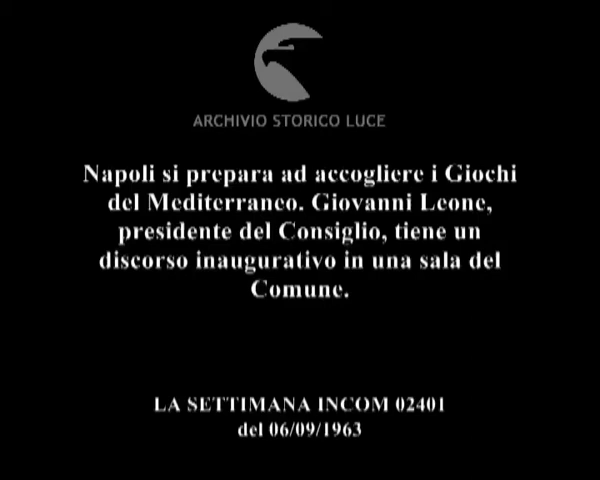 ARCHIVIO STORICO LUCE
Napoli si prepara ad accogliere i Giochi
del Mediterraneo. Giovanni Leone,
presidente del Consiglio, tiene un
discorso inaugurativo in una sala del
Comune.
LA SETTIMANA INCOM 02401
del 06/09/1963